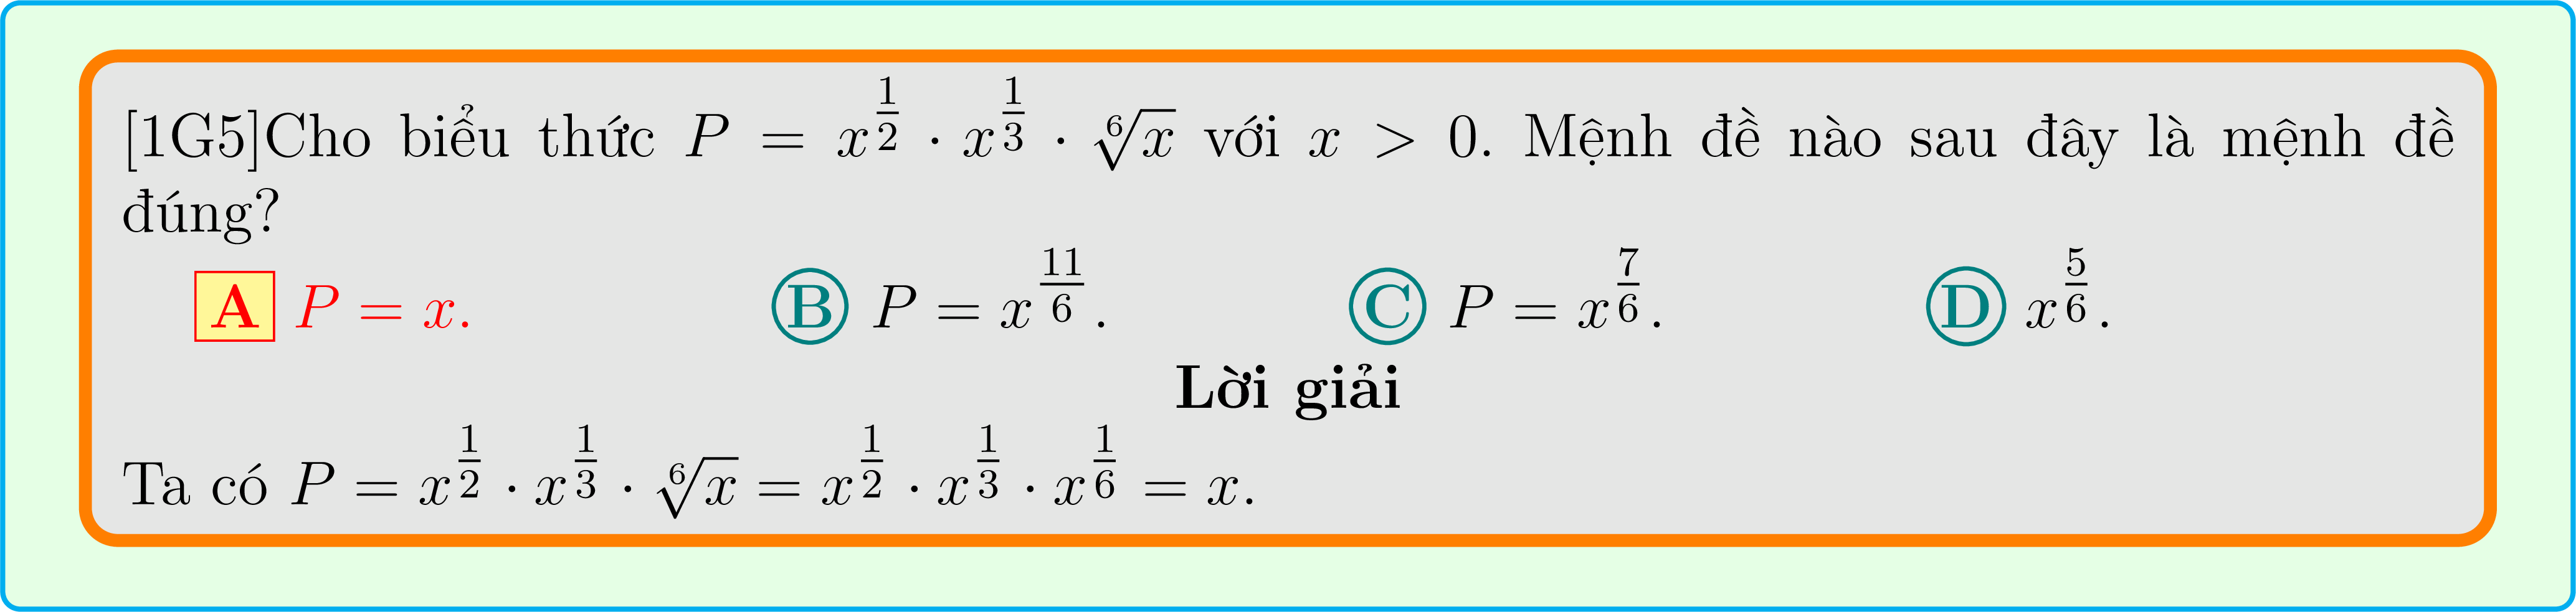 [1G5]Cho biểu thức $P = x^{\frac{1}{2}} \cdot x^{\frac{1}{3}} \cdot \sqrt[6]{x}$ với $x > 0$. Mệnh đề nào sau đây là mệnh đề
đúng?
A $P = x$. B $P = x^{\frac{11}{6}}$. C $P = x^{\frac{7}{6}}$. D $x^{\frac{5}{6}}$.
Lời giải
Ta có $P = x^{\frac{1}{2}} \cdot x^{\frac{1}{3}} \cdot \sqrt[6]{x} = x^{\frac{1}{2}} \cdot x^{\frac{1}{3}} \cdot x^{\frac{1}{6}} = x$.